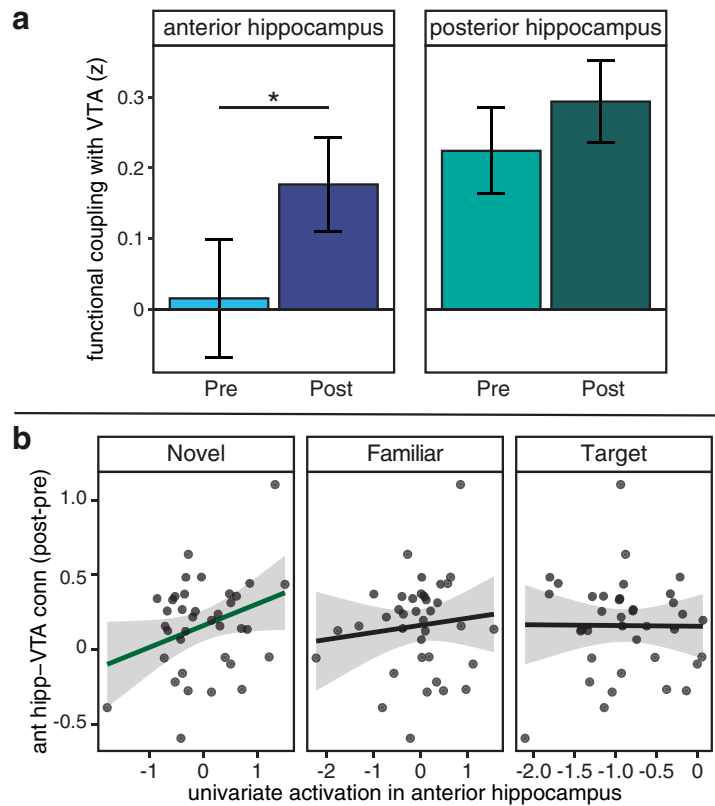 a
anterior hippocampus
posterior hippocampus
functional coupling with VTA (z)
0.3
0.2
0.1
0
*
Pre
Post
Pre
Post
b
Novel
Familiar
Target
ant hipp−VTA conn (post-pre)
1.0
0.5
0
-0.5
-1
0
1
-2
-1
0
1
-2.0
-1.5
-1.0
-0.5
0
univariate activation in anterior hippocampus